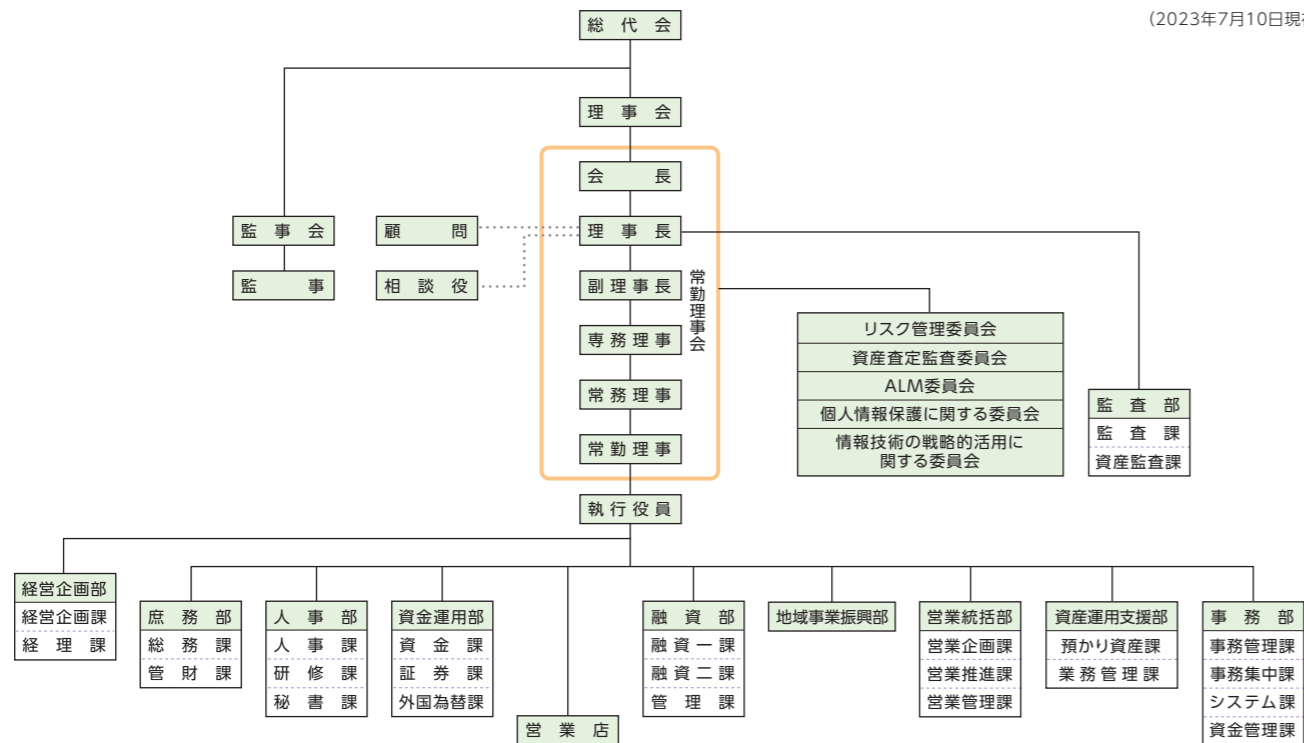 (2023年7月10日現在
総代会
理事会
会長
監事会
顧問
理事長
監事
相談役
副理事長
常勤理事会
専務理事
常務理事
常勤理事
執行役員
リスク管理委員会
資産査定監査委員会
ALM委員会
個人情報保護に関する委員会
情報技術の戦略的活用に
関する委員会
監査部
監査課
資産監査課
経営企画部
経営企画課
経理課
庶務部
総務課
管財課
人事部
人事課
研修課
秘書課
資金運用部
資金課
証券課
外国為替課
営業店
融資部
融資一課
融資二課
管理課
地域事業振興部
営業統括部
営業企画課
営業推進課
営業管理課
資産運用支援部
預かり資産課
業務管理課
事務部
事務管理課
事務集中課
システム課
資金管理課